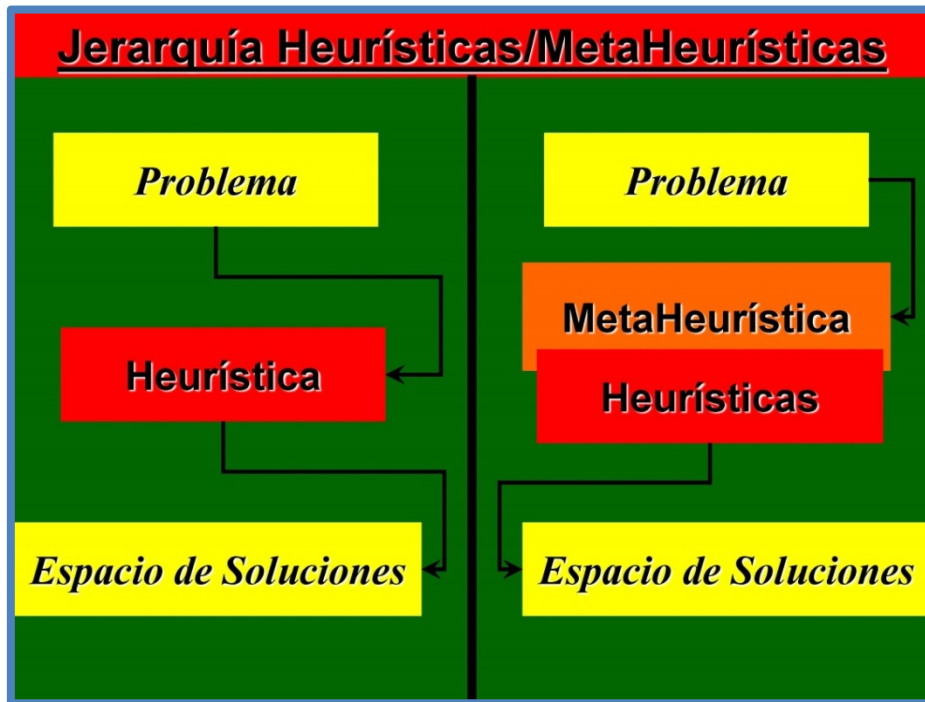 Jerarquía Heurísticas/MetaHeurísticas
Problema
Heurística
Espacio de Soluciones
Problema
MetaHeurística
Heurísticas
Espacio de Soluciones